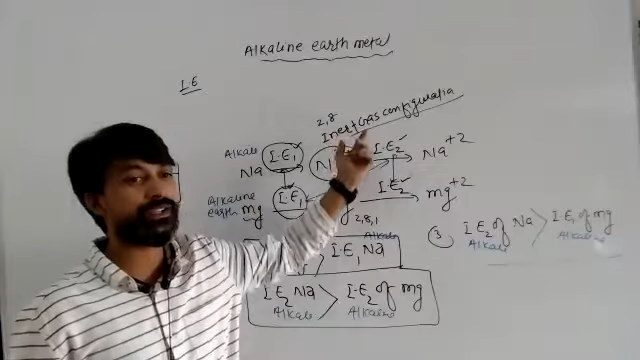 Alkaline earth metal
I.E
2,8
Inert Gas configuration
Alkali I.E1 I.E2
Na N Na+2
I.E2
Alkaline I.E1
earth mg 2,8,1 mg+2
I.E1 Na
Alkali
I E2 Na > I.E2 of mg
Alkali Alkaline
3 I E2 of Na > I.E1 of mg
Alkali Alkaline